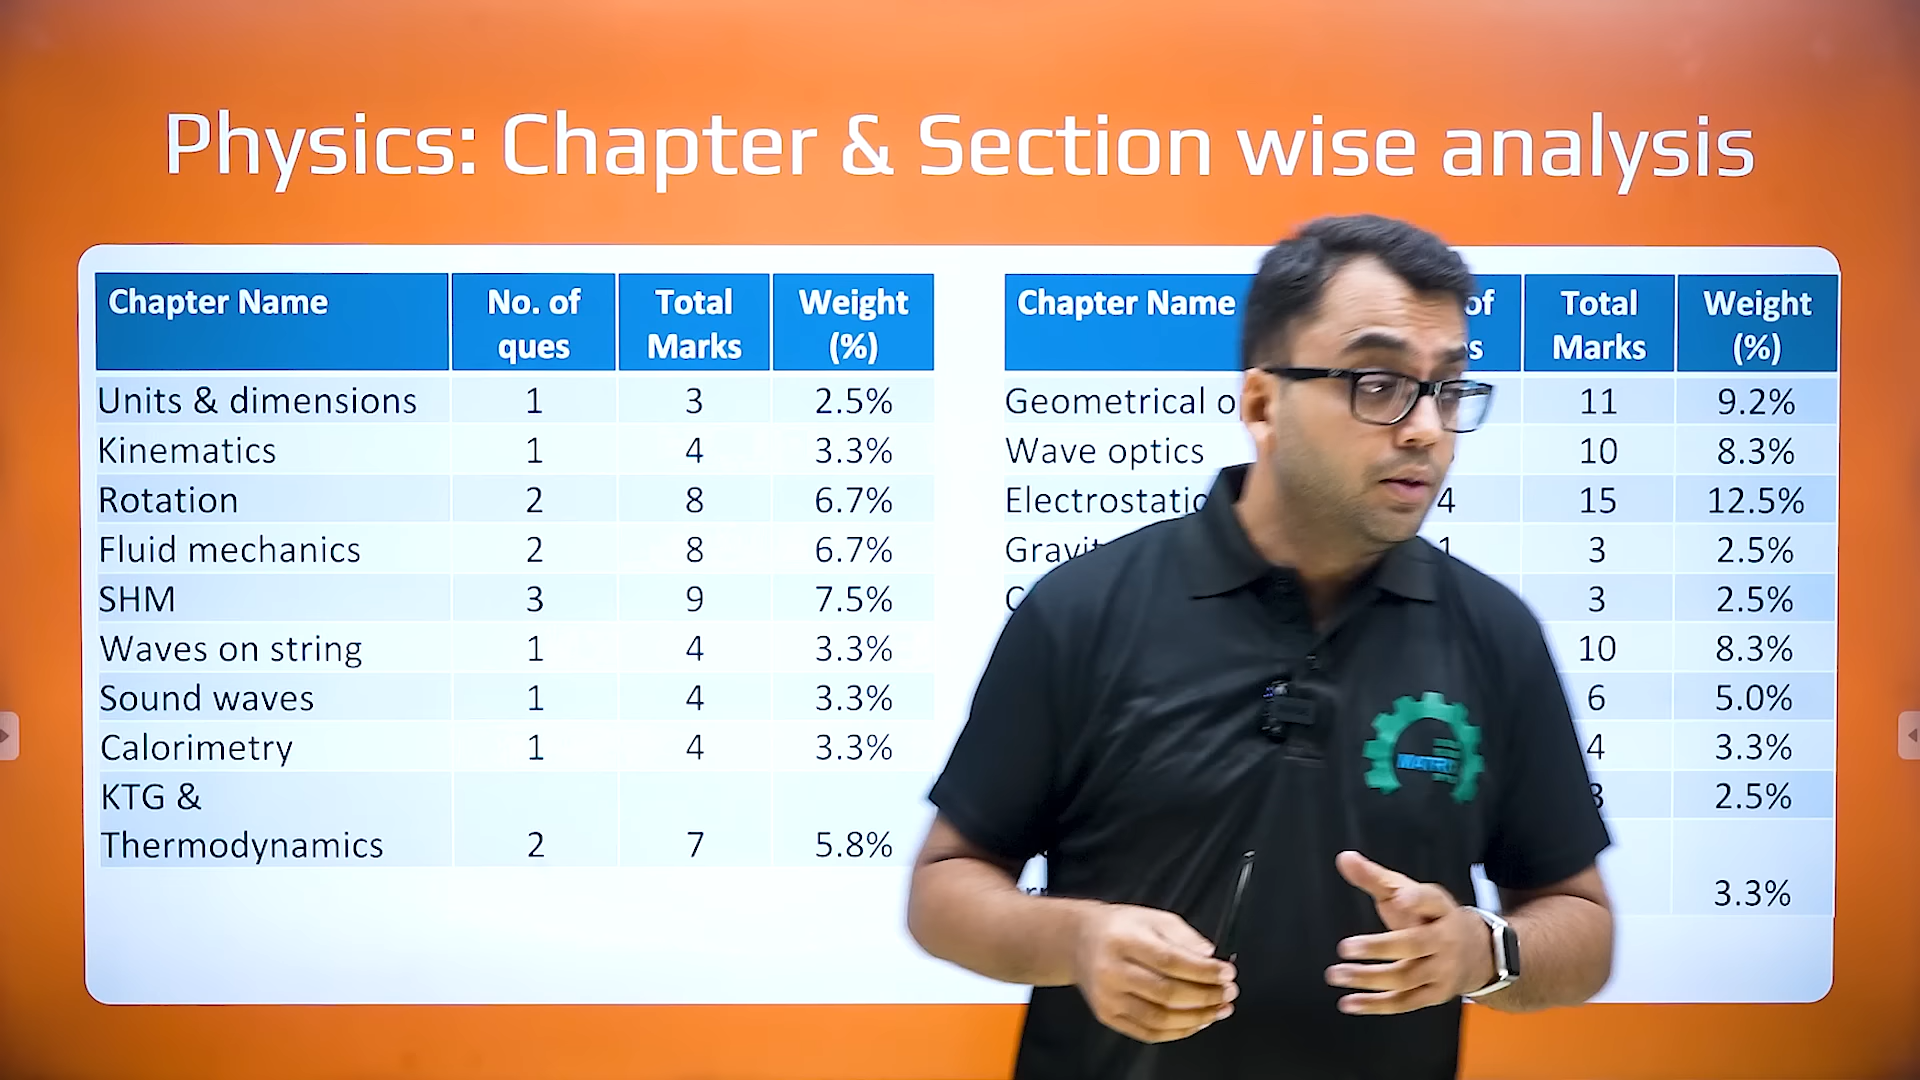 Physics: Chapter & Section wise analysis
Chapter Name No. of ques Total Marks Weight (%)
Units & dimensions 1 3 2.5%
Kinematics 1 4 3.3%
Rotation 2 8 6.7%
Fluid mechanics 2 8 6.7%
SHM 3 9 7.5%
Waves on string 1 4 3.3%
Sound waves 1 4 3.3%
Calorimetry 1 4 3.3%
KTG &
Thermodynamics 2 7 5.8%
Chapter Name of Total Marks Weight (%)
Geometrical 11 9.2%
Wave optics 10 8.3%
Electrostatic 4 15 12.5%
1 3 2.5%
3 2.5%
10 8.3%
6 5.0%
4 3.3%
2.5%
3.3%